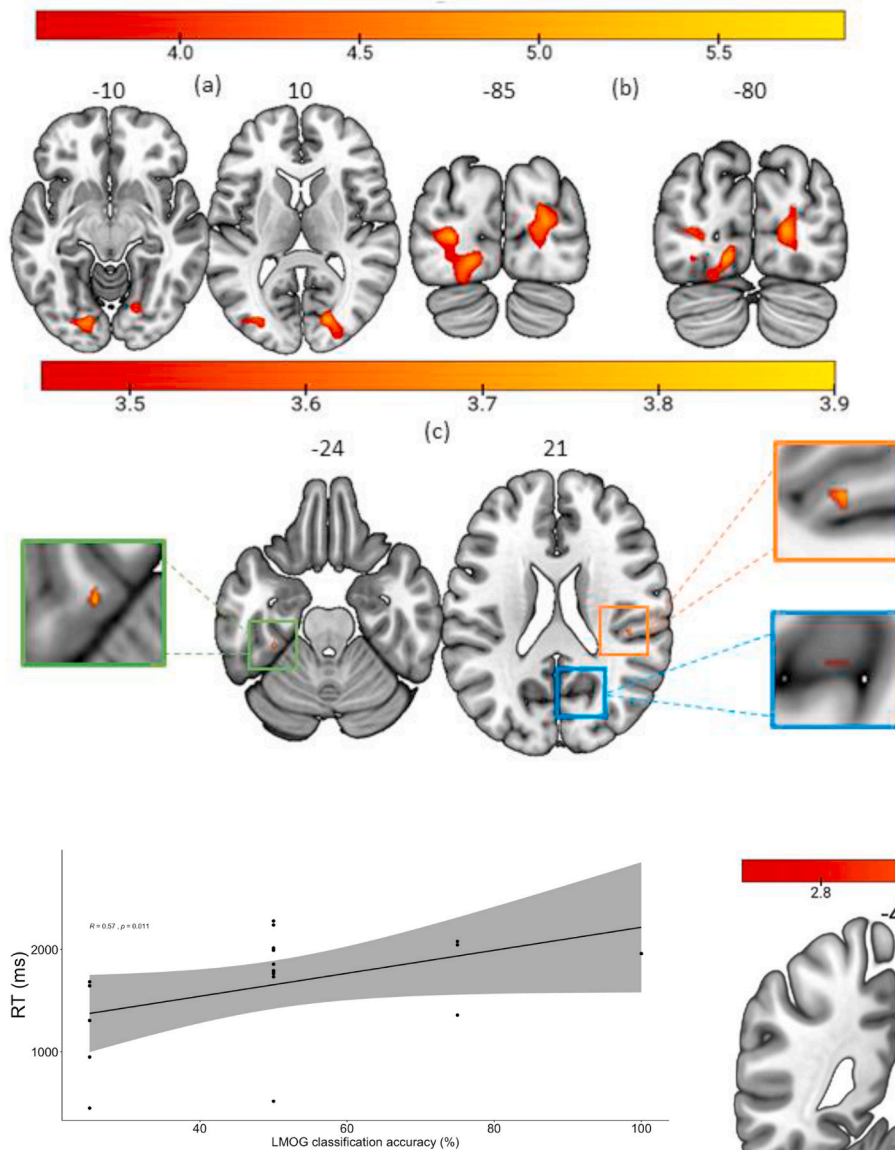 4.0 4.5 5.0 5.5
(a) (b)
-10 10 -85 -80
3.5 3.6 3.7 3.8 3.9
(c)
-24 21
R = 0.57 , p = 0.011
RT (ms)
2000
1000
40 60 80 100
LMOG classification accuracy (%)
2.8